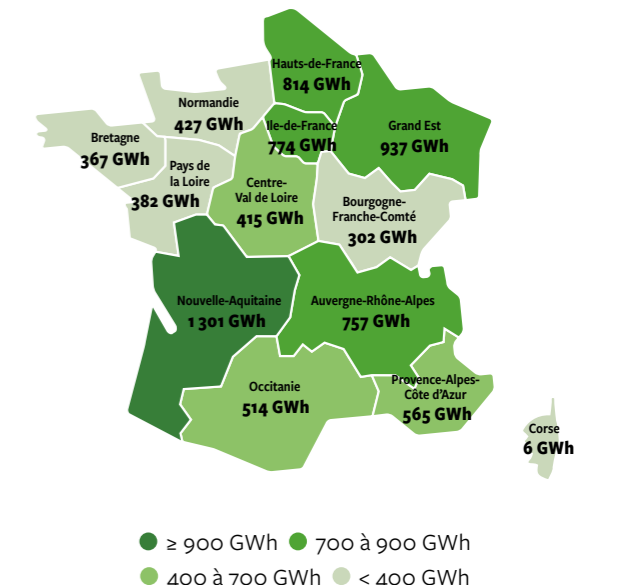 Hauts-de-France
814 GWh
Normandie
427 GWh
Ile-de-France
774 GWh
Grand Est
937 GWh
Bretagne
367 GWh
Pays de
la Loire
382 GWh
Centre-
Val de Loire
415 GWh
Bourgogne-
Franche-Comté
302 GWh
Nouvelle-Aquitaine
1 301 GWh
Auvergne-Rhône-Alpes
757 GWh
Occitanie
514 GWh
Provence-Alpes-
Côte d'Azur
565 GWh
Corse
6 GWh
≥ 900 GWh 700 à 900 GWh
400 à 700 GWh < 400 GWh